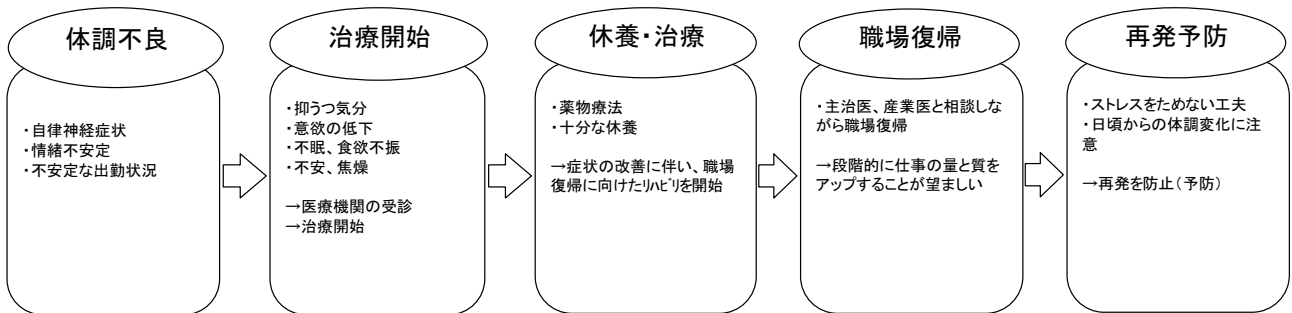 体調不良
・自律神経症状
・情緒不安定
・不安定な出勤状況
治療開始
・抑うつ気分
・意欲の低下
・不眠、食欲不振
・不安、焦燥
→医療機関の受診
→治療開始
休養・治療
・薬物療法
・十分な休養
→症状の改善に伴い、職場
復帰に向けたﾘﾊﾋﾞﾘを開始
職場復帰
・主治医、産業医と相談しな
がら職場復帰
→段階的に仕事の量と質を
アップすることが望ましい
再発予防
・ストレスをためない工夫
・日頃からの体調変化に注
意
→再発を防止（予防）